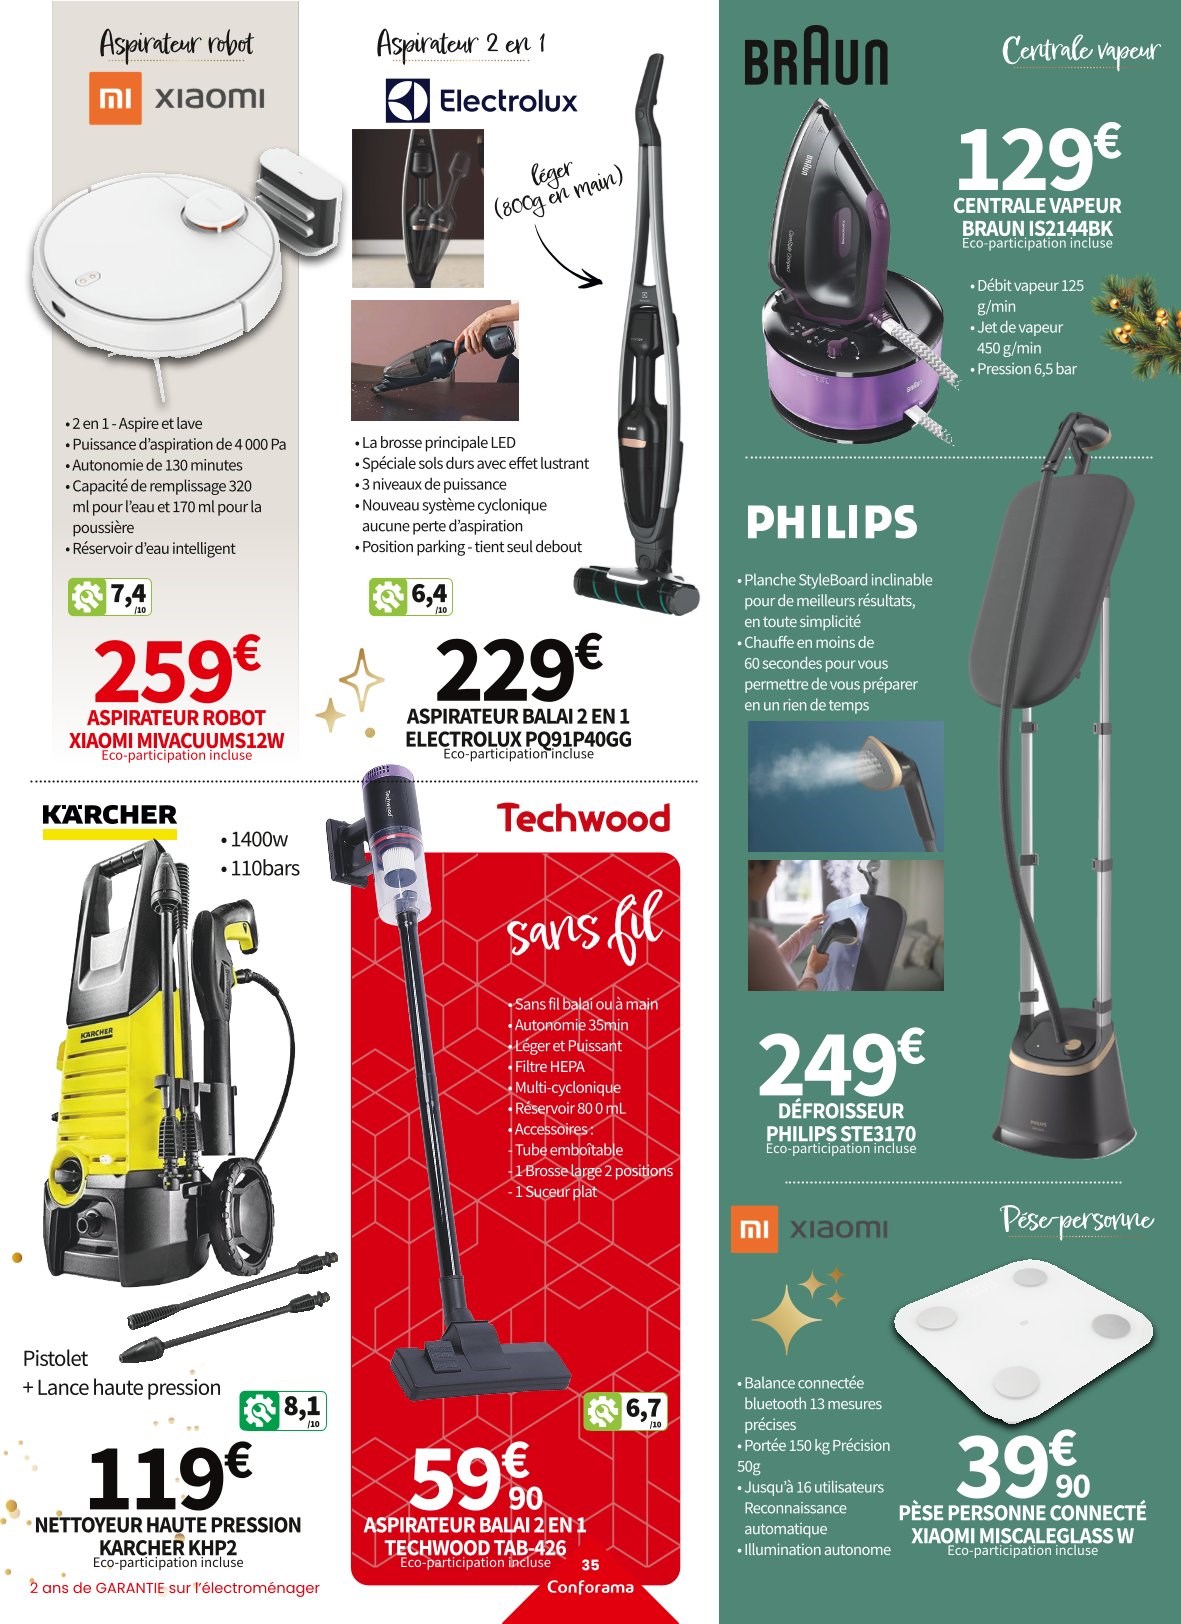 Aspirateur robot
mi xiaomi
• 2 en 1 - Aspire et lave
• Puissance d’aspiration de 4 000 Pa
• Autonomie de 130 minutes
• Capacité de remplissage 320
ml pour l’eau et 170 ml pour la
poussière
• Réservoir d’eau intelligent
7,4
/10
259€
ASPIRATEUR ROBOT
XIAOMI MIVACUUMS12W
Eco-participation incluse
Aspirateur 2 en 1
Electrolux
léger
(800g en main)
• La brosse principale LED
• Spéciale sols durs avec effet lustrant
• 3 niveaux de puissance
• Nouveau système cyclonique
aucune perte d’aspiration
• Position parking - tient seul debout
6,4
/10
229€
ASPIRATEUR BALAI 2 EN 1
ELECTROLUX PQ91P40GG
Eco-participation incluse
BRAUN
Centrale vapeur
BRAUN
129€
CENTRALE VAPEUR
BRAUN IS2144BK
Eco-participation incluse
• Débit vapeur 125
g/min
• Jet de vapeur
450 g/min
• Pression 6,5 bar
PHILIPS
• Planche StyleBoard inclinable
pour de meilleurs résultats,
en toute simplicité
• Chauffe en moins de
60 secondes pour vous
permettre de vous préparer
en un rien de temps
249€
DÉFROISSEUR
PHILIPS STE3170
Eco-participation incluse
PHILIPS
KÄRCHER
• 1400w
• 110bars
KÄRCHER
Pistolet
+ Lance haute pression
8,1
/10
119€
NETTOYEUR HAUTE PRESSION
KARCHER KHP2
Eco-participation incluse
2 ans de GARANTIE sur l’électroménager
Techwood
Techwood
sans fil
• Sans fil balai ou à main
• Autonomie 35min
• Léger et Puissant
• Filtre HEPA
• Multi-cyclonique
• Réservoir 80 0 mL
• Accessoires :
- Tube emboîtable
- 1 Brosse large 2 positions
- 1 Suceur plat
6,7
/10
59€90
ASPIRATEUR BALAI 2 EN 1
TECHWOOD TAB-426
Eco-participation incluse
35
Conforama
mi xiaomi
Pése-personne
• Balance connectée
bluetooth 13 mesures
précises
• Portée 150 kg Précision
50g
• Jusqu’à 16 utilisateurs
Reconnaissance
automatique
• Illumination autonome
39€90
PÈSE PERSONNE CONNECTÉ
XIAOMI MISCALEGLASS W
Eco-participation incluse